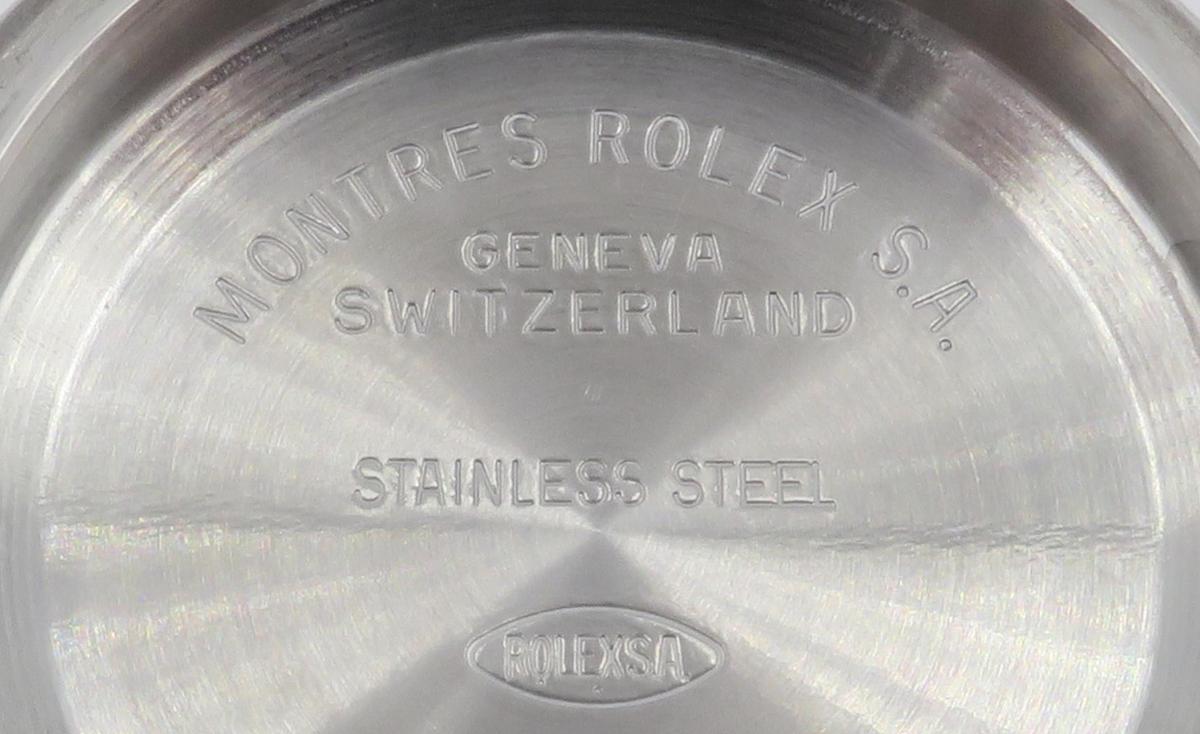 MONTRES ROLEX S.A.
GENEVA
SWITZERLAND
STAINLESS STEEL
ROLEXSA